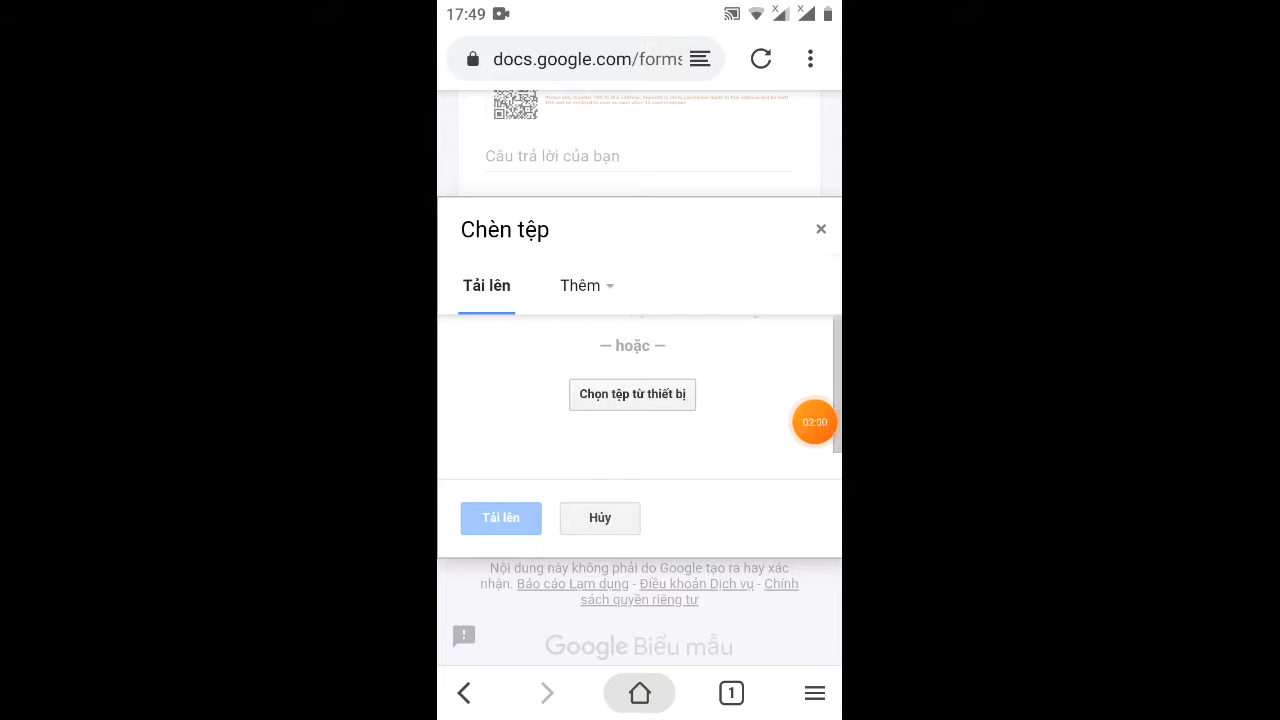 17:49
docs.google.com/forms
Câu trả lời của bạn
Chèn tệp
×
Tải lên
Thêm
— hoặc —
Chọn tệp từ thiết bị
02:00
Tải lên
Hủy
Nội dung này không phải do Google tạo ra hay xác
nhận. Báo cáo Lạm dụng - Điều khoản Dịch vụ - Chính
sách quyền riêng tư
Google Biểu mẫu
1